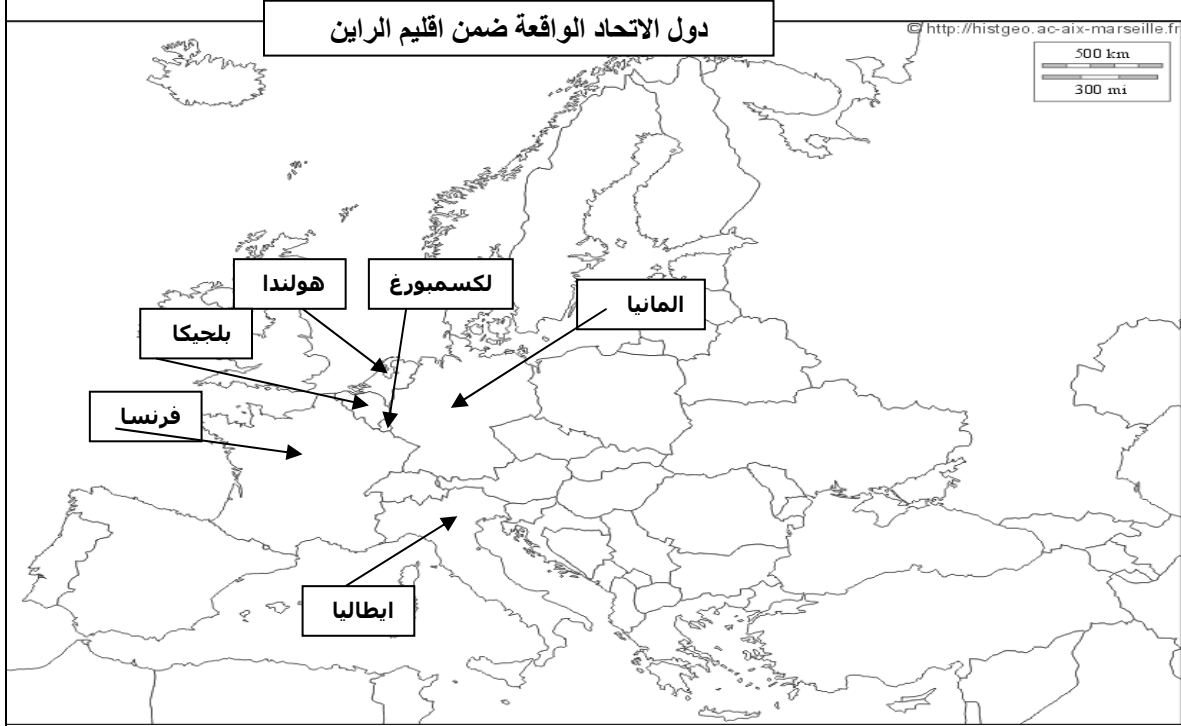 دول الاتحاد الواقعة ضمن اقليم الراين
© http://histgeo.ac-aix-marseille.fr
500 km
300 mi
هولندا
لكسمبورغ
المانيا
بلجيكا
فرنسا
ايطاليا